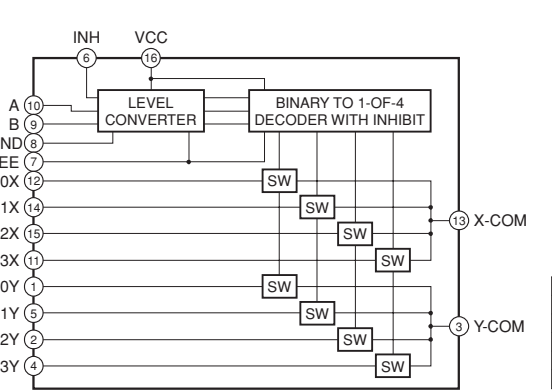 INH VCC
6 16
A 10 LEVEL CONVERTER BINARY TO 1-OF-4 DECODER WITH INHIBIT
B 9
ND 8
EE 7
0X 12 SW
1X 14 SW
13 X-COM
2X 15 SW
3X 11 SW
0Y 1 SW
1Y 5 SW
3 Y-COM
2Y 2 SW
3Y 4 SW